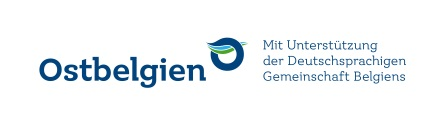 Ostbelgien
Mit Unterstützung
der Deutschsprachigen
Gemeinschaft Belgiens